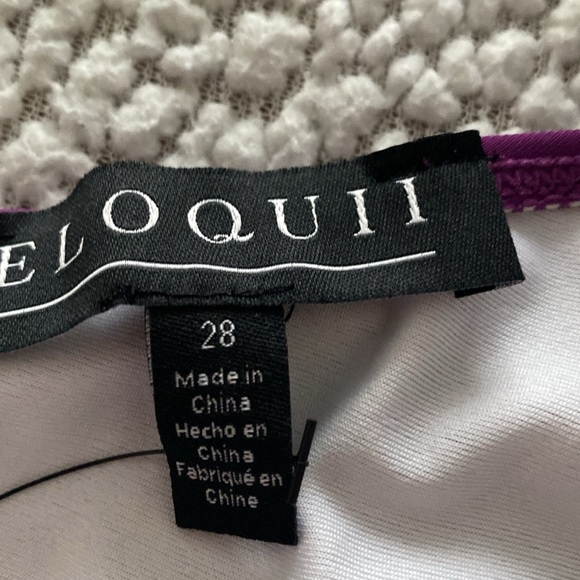 ELOQUII
28
Made in
China
Hecho en
China
Fabriqué en
Chine